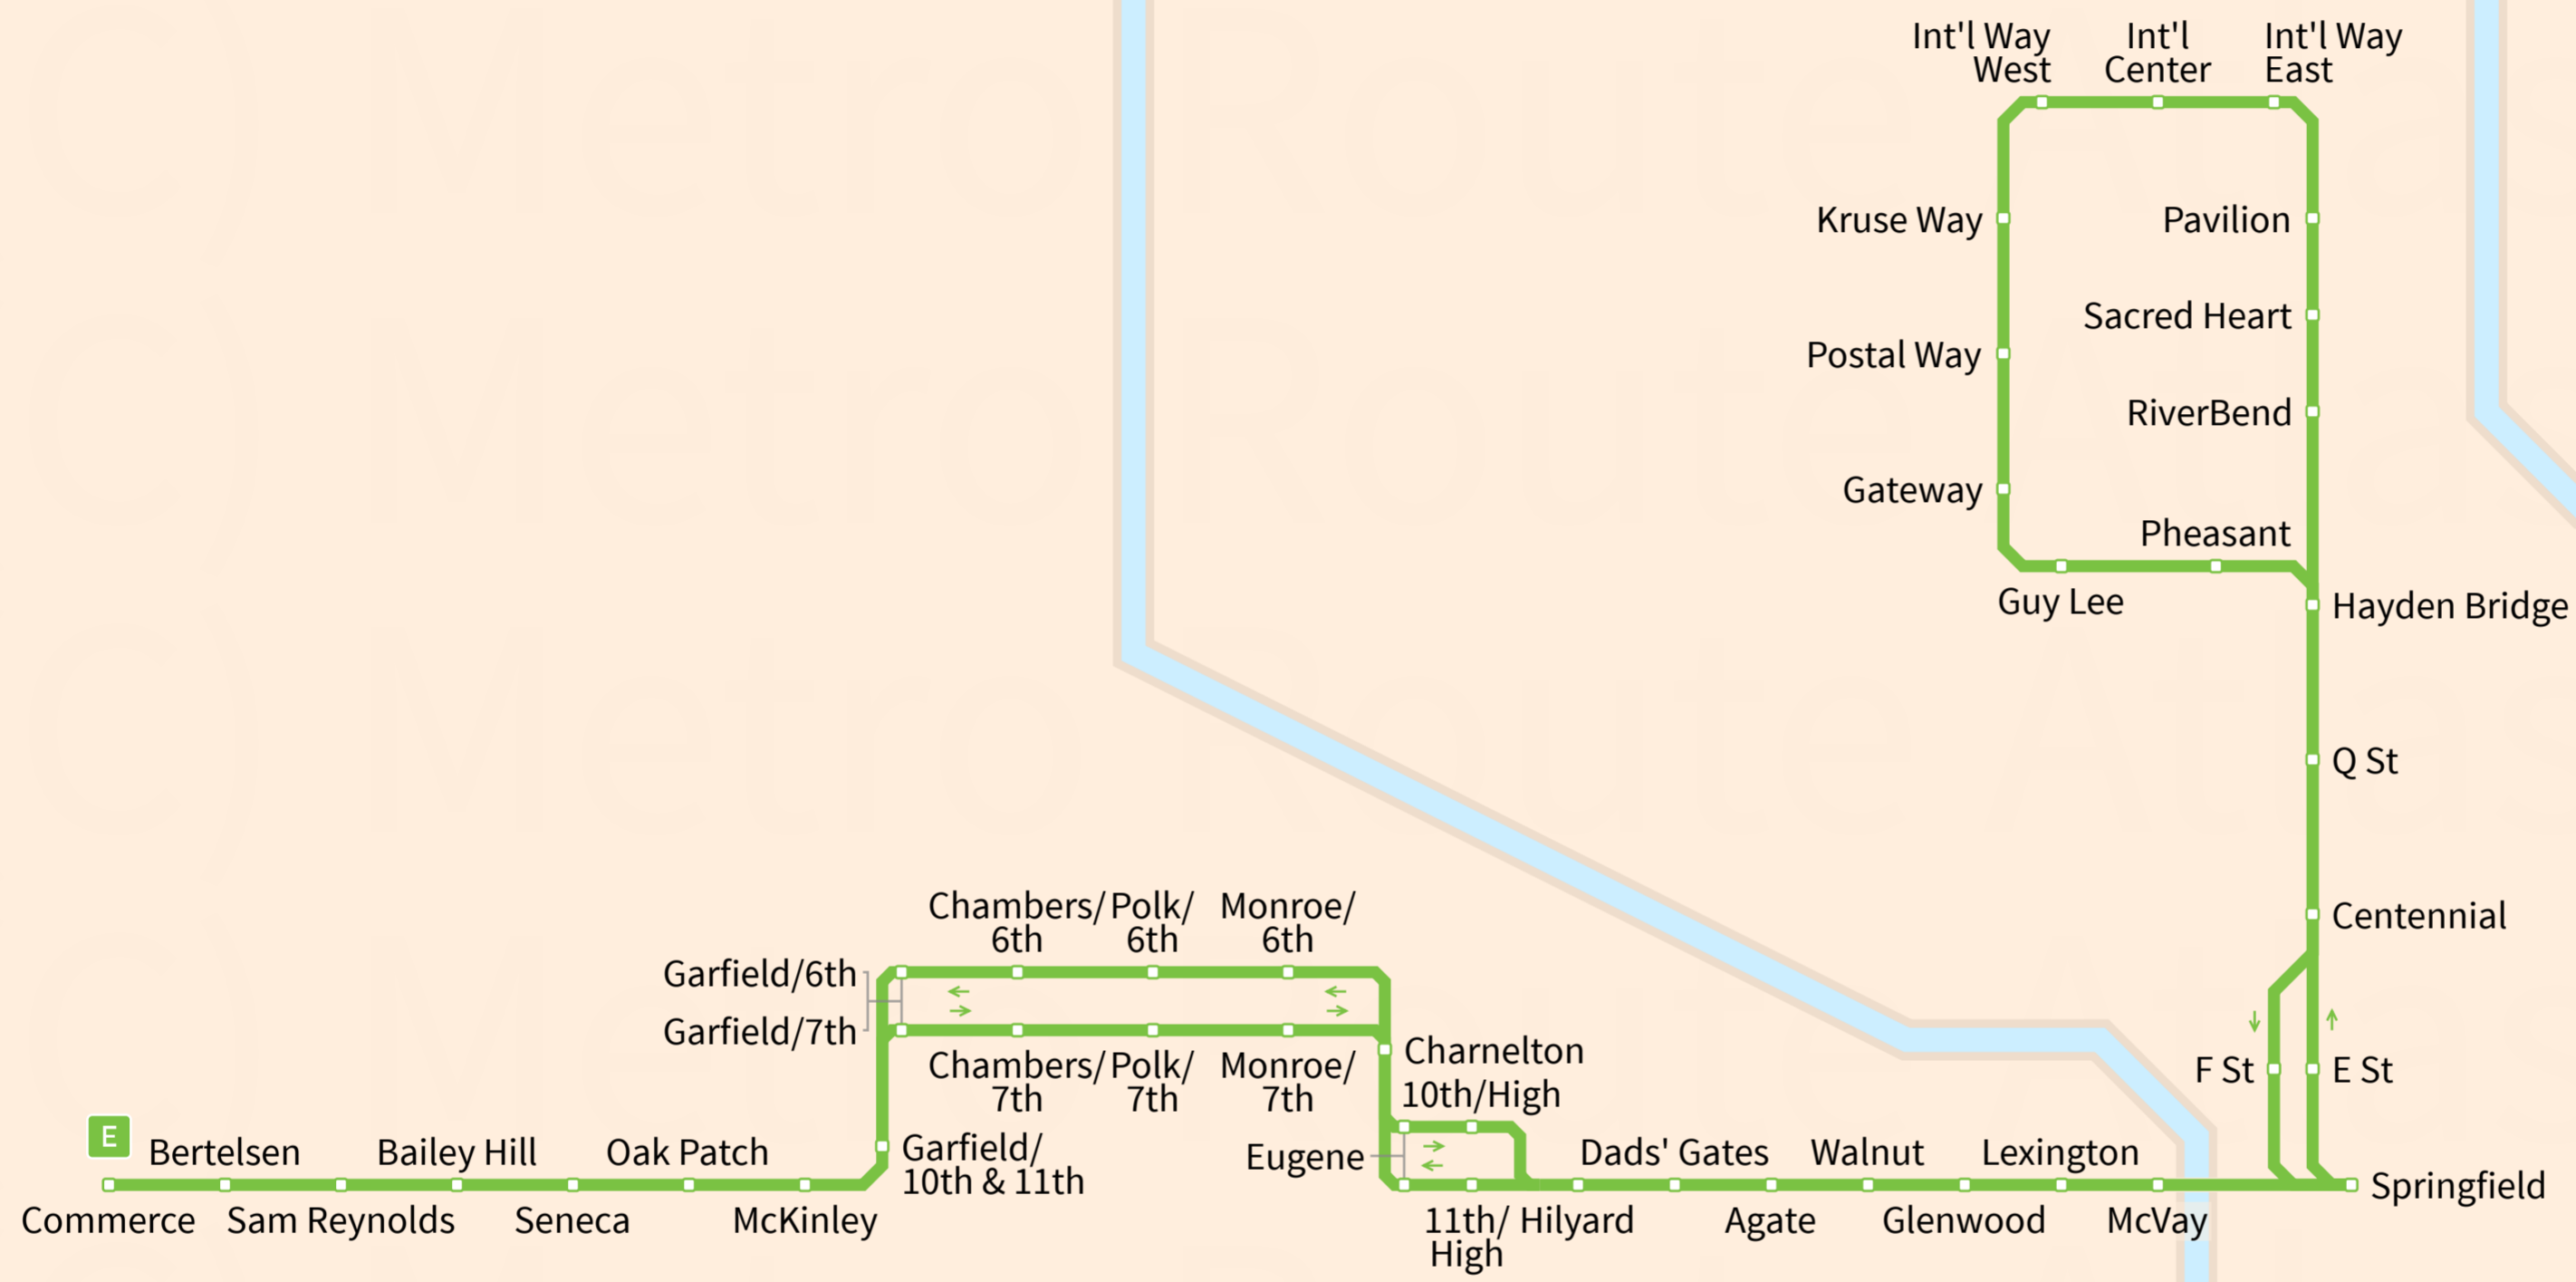 Int'l Way
West
Int'l
Center
Int'l Way
East
Kruse Way
Pavilion
Sacred Heart
Postal Way
RiverBend
Gateway
Pheasant
Guy Lee
Hayden Bridge
Q St
Centennial
Chambers/
6th
Polk/
6th
Monroe/
6th
Garfield/6th
Garfield/7th
Chambers/
7th
Polk/
7th
Monroe/
7th
Charnelton
10th/High
F St
E St
E
Bertelsen
Bailey Hill
Oak Patch
Garfield/
10th & 11th
Eugene
Dads' Gates
Walnut
Lexington
Springfield
Commerce
Sam Reynolds
Seneca
McKinley
11th/
High
Hilyard
Agate
Glenwood
McVay